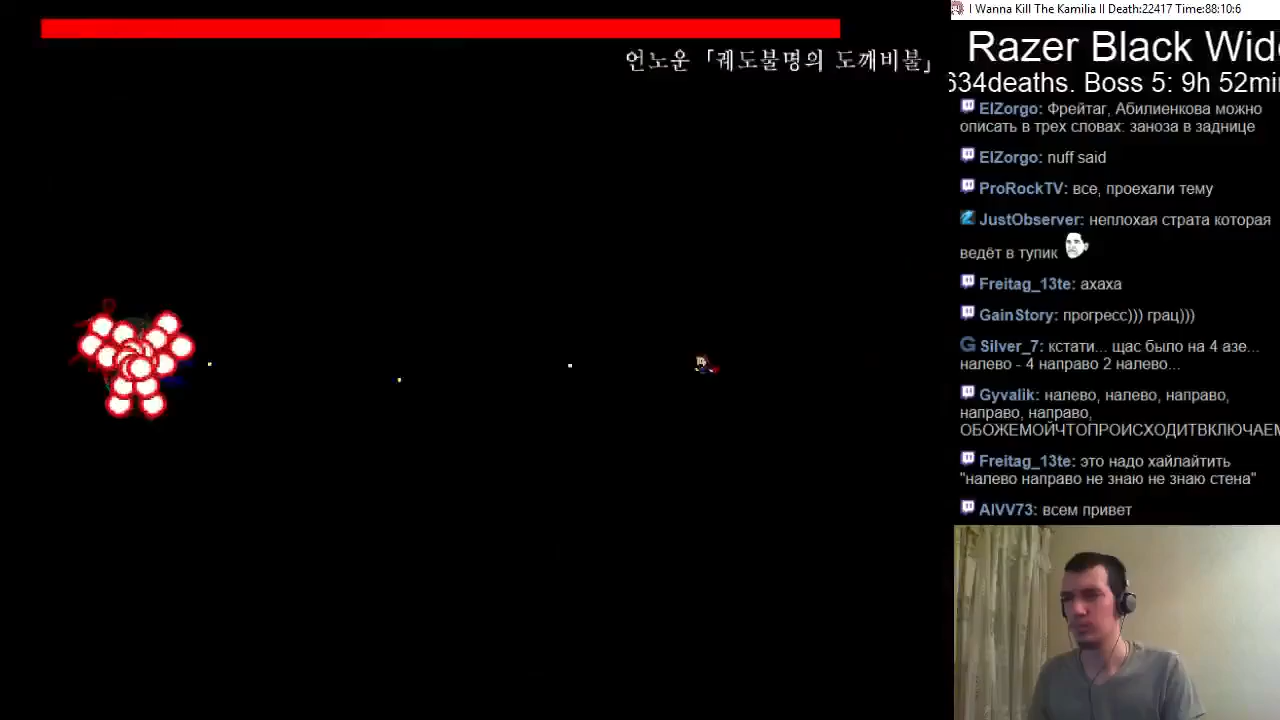 I Wanna Kill The Kamilia II Death:22417 Time:88:10:6
언노운 「궤도불명의 도깨비불」
Razer Black Wid
634deaths. Boss 5: 9h 52mi
ElZorgo: Фрейтаг, Абилиенкова можно
описать в трех словах: заноза в заднице
ElZorgo: nuff said
ProRockTV: все, проехали тему
JustObserver: неплохая страта которая
ведёт в тупик
Freitag_13te: ахаха
GainStory: прогресс))) грац)))
Silver_7: кстати... щас было на 4 азе...
налево - 4 направо 2 налево...
Gyvalik: налево, налево, направо,
направо, направо,
ОБОЖЕМОЙЧТОПРОИСХОДИТВКЛЮЧАЕМ
Freitag_13te: это надо хайлайтить
"налево направо не знаю не знаю стена"
AlVV73: всем привет